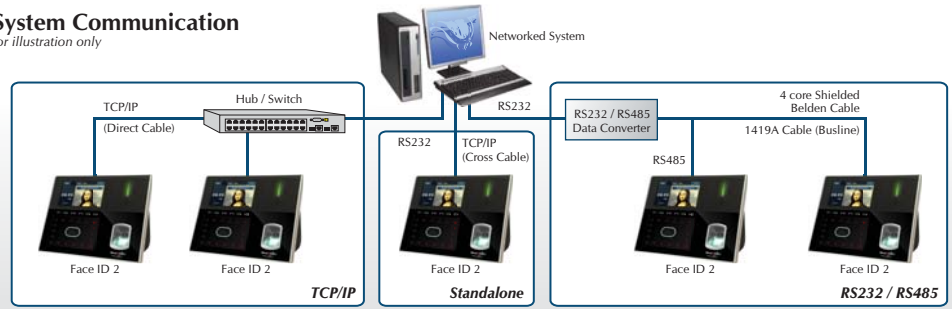 System Communication
or illustration only
Networked System
TCP/IP
(Direct Cable)
Hub / Switch
RS232
TCP/IP
(Cross Cable)
RS232
RS232 / RS485
Data Converter
4 core Shielded
Belden Cable
1419A Cable (Busline)
RS485
Face ID 2
Face ID 2
Face ID 2
Face ID 2
Face ID 2
TCP/IP
Standalone
RS232 / RS485